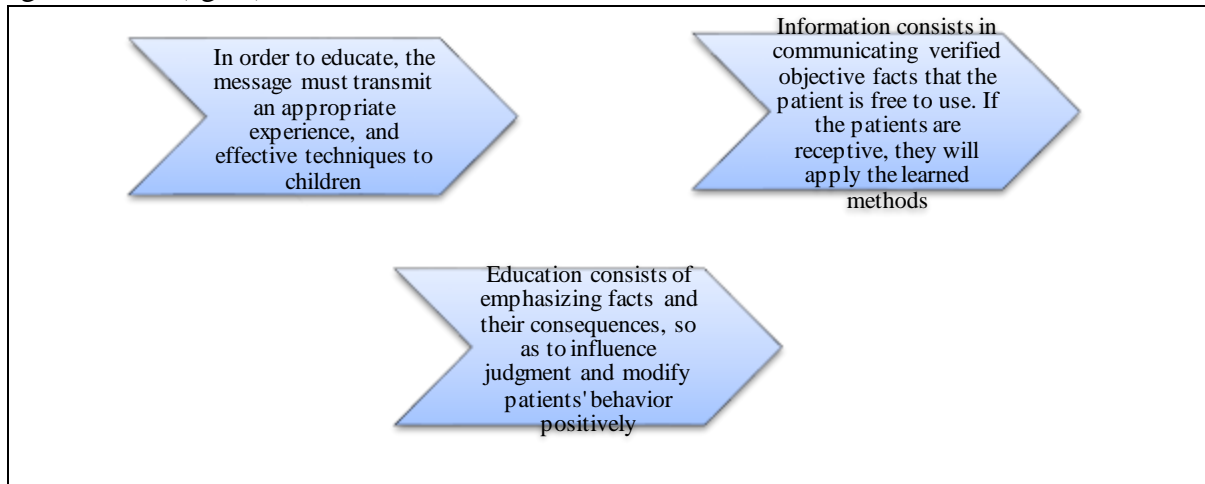 In order to educate, the
message must transmit
an appropriate
experience, and
effective techniques to
children
Information consists in
communicating verified
objective facts that the
patient is free to use. If
the patients are
receptive, they will
apply the learned
methods
Education consists of
emphasizing facts and
their consequences, so
as to influence
judgment and modify
patients' behavior
positively